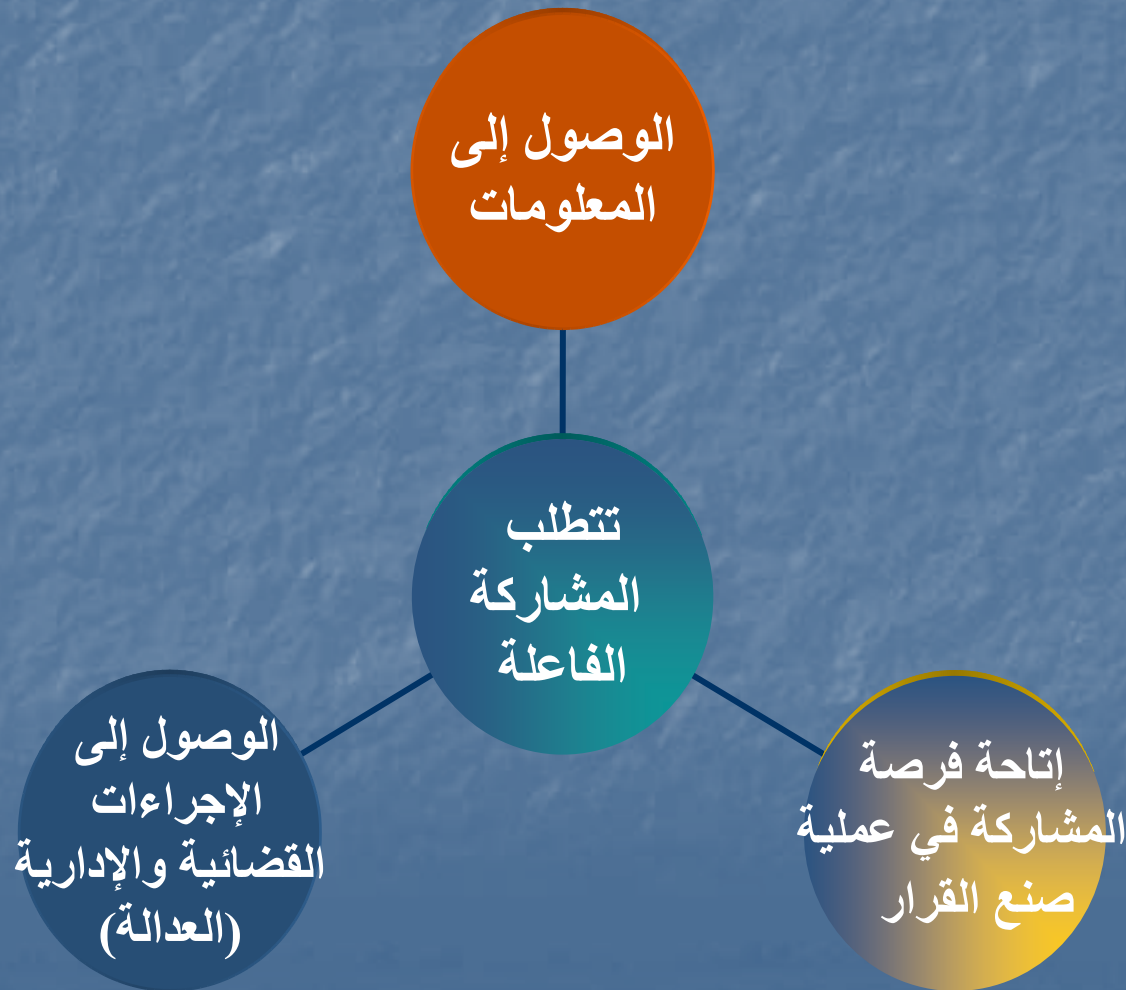 الوصول إلى
المعلومات
تتطلب
المشاركة
الفاعلة
إتاحة فرصة
المشاركة في عملية
صنع القرار
الوصول إلى
الإجراءات
القضائية والإدارية
(العدالة)